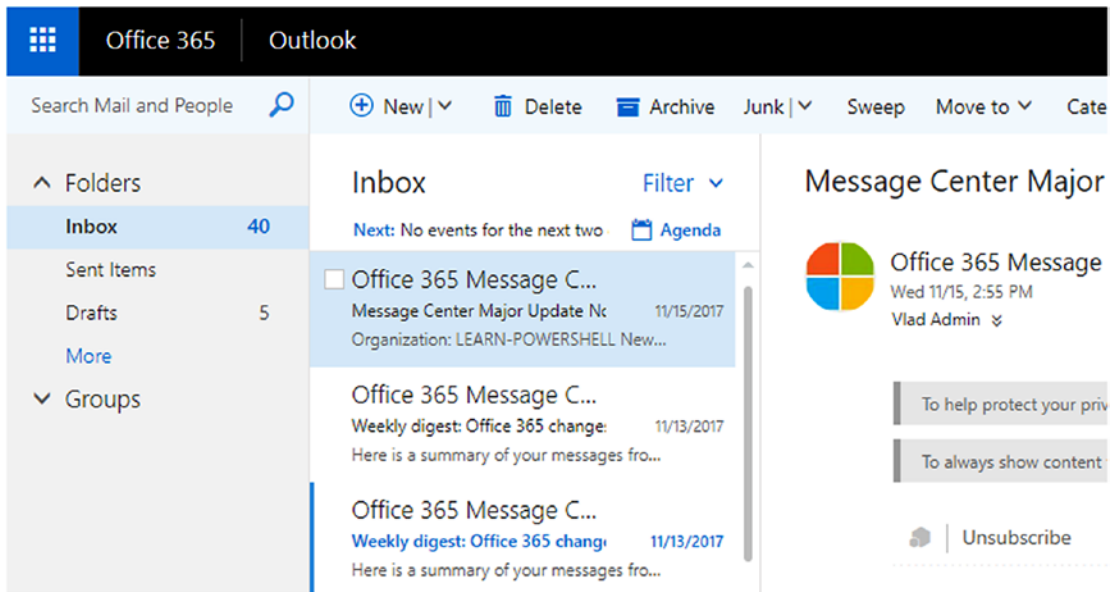 Office 365 Outlook
Search Mail and People
New Delete Archive Junk Sweep Move to Cate
Folders
Inbox 40
Sent Items
Drafts 5
More
Groups
Inbox Filter
Next: No events for the next two Agenda
Office 365 Message C...
Message Center Major Update No 11/15/2017
Organization: LEARN-POWERSHELL New...
Office 365 Message C...
Weekly digest: Office 365 change 11/13/2017
Here is a summary of your messages fro...
Office 365 Message C...
Weekly digest: Office 365 chang 11/13/2017
Here is a summary of your messages fro...
Message Center Major
Office 365 Message
Wed 11/15, 2:55 PM
Vlad Admin
To help protect your priv
To always show content
Unsubscribe